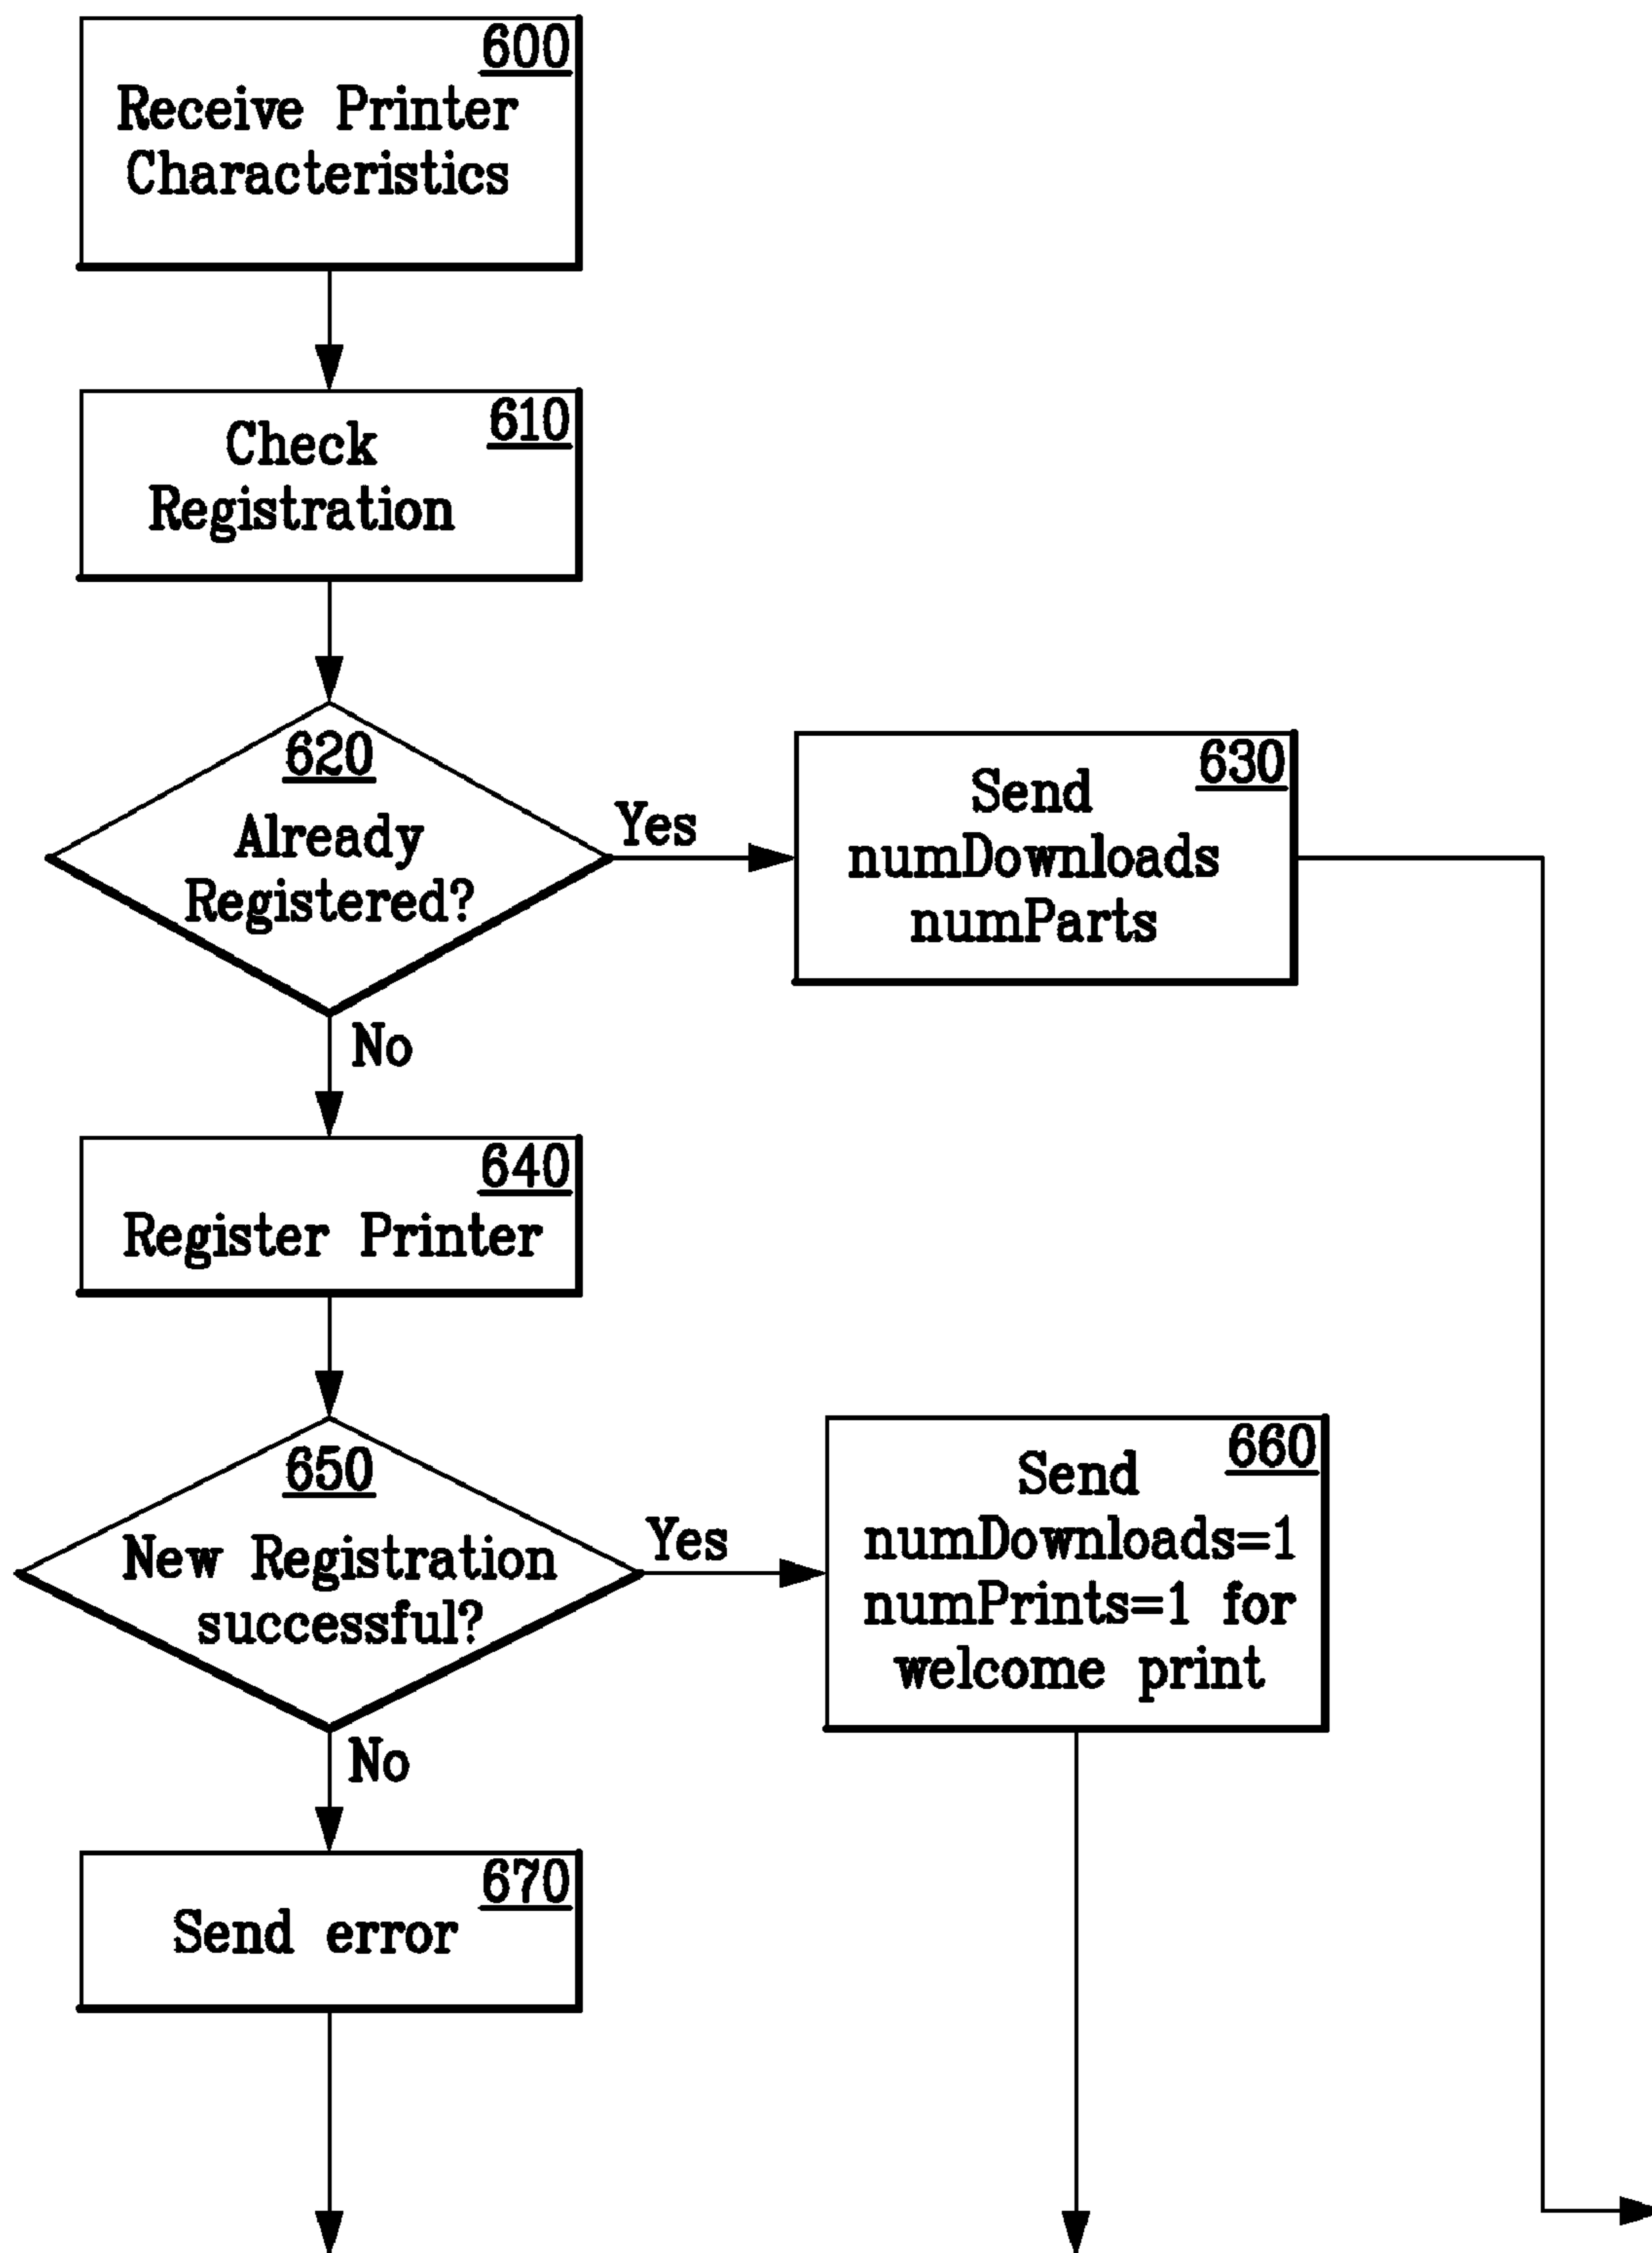 600
Receive Printer
Characteristics
610
Check
Registration
620
Already
Registered?
Yes
630
Send
numDownloads
numParts
No
640
Register Printer
650
New Registration
successful?
Yes
660
Send
numDownloads=1
numPrints=1 for
welcome print
No
670
Send error